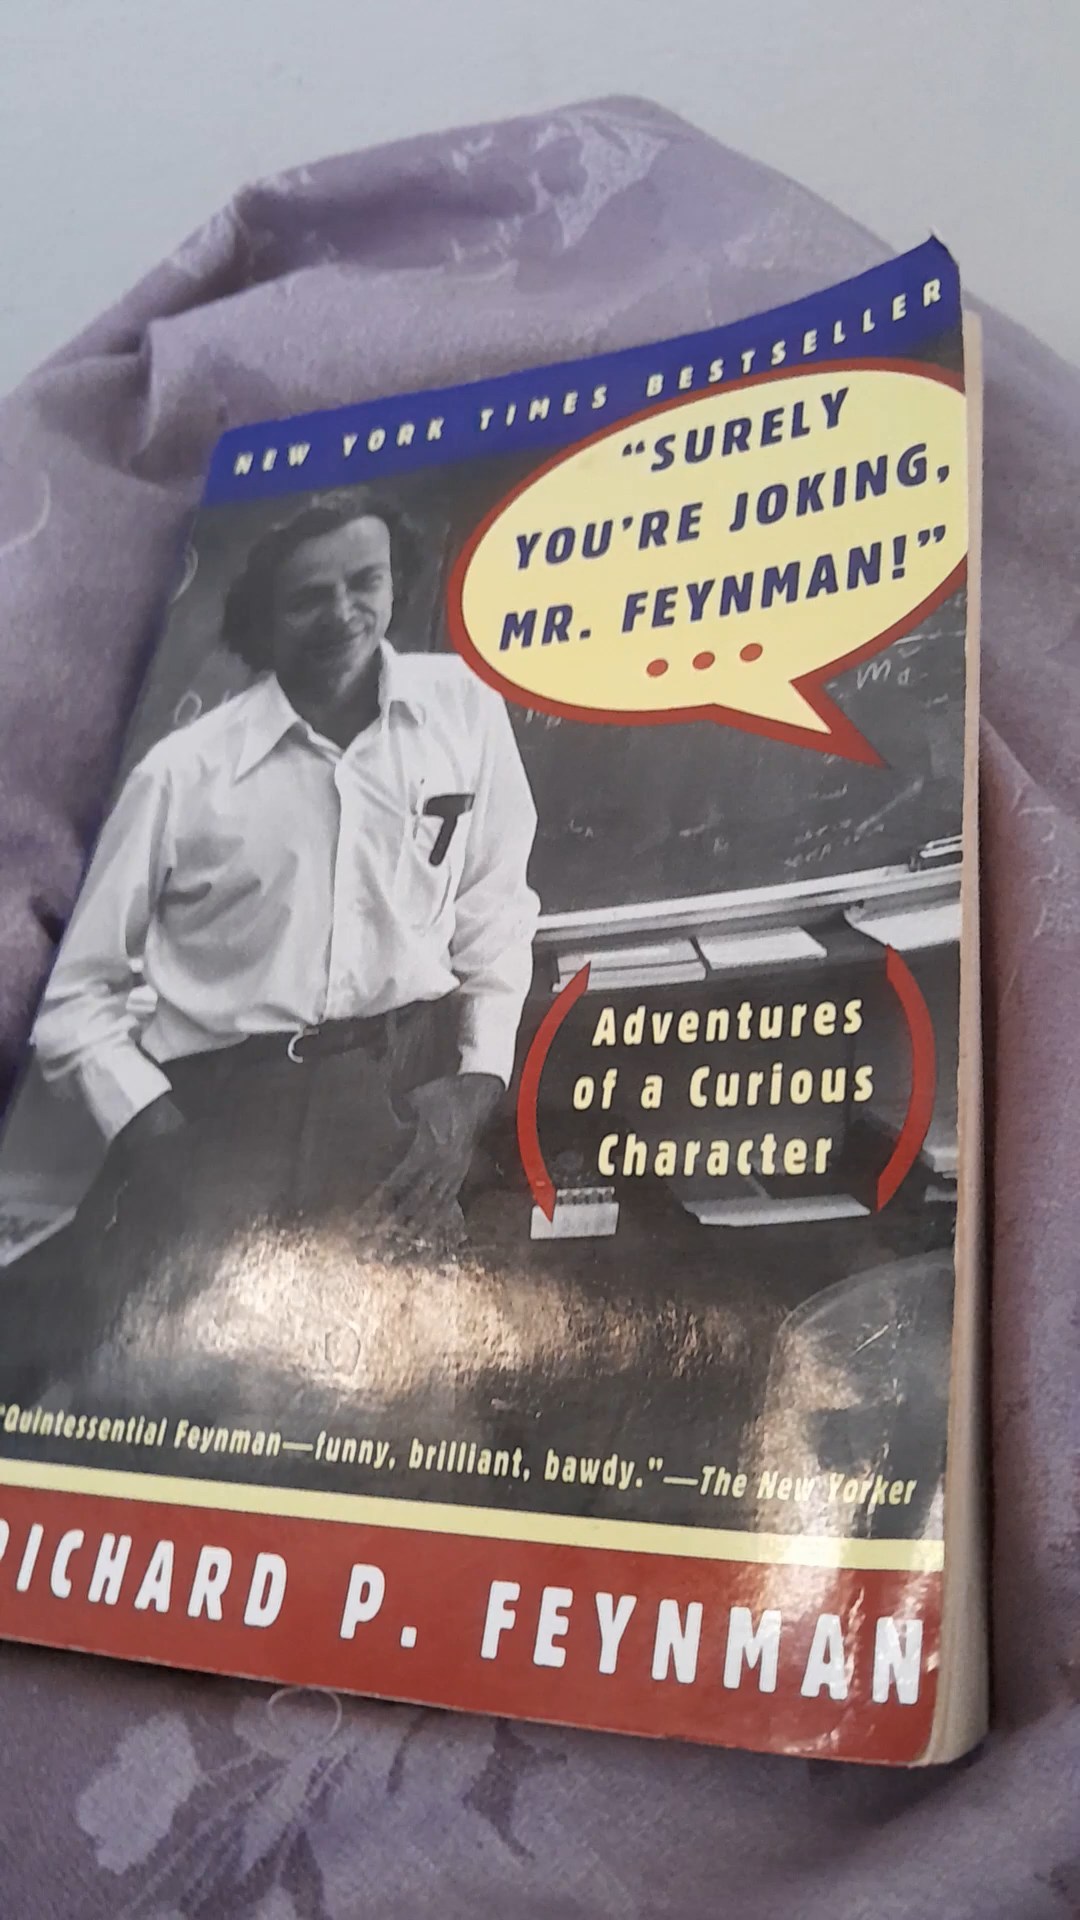 NEW YORK TIMES BESTSELLER
“SURELY
YOU’RE JOKING,
MR. FEYNMAN!”
Adventures
of a Curious
Character
“Quintessential Feynman—funny, brilliant, bawdy.”—The New Yorker
RICHARD P. FEYNMAN